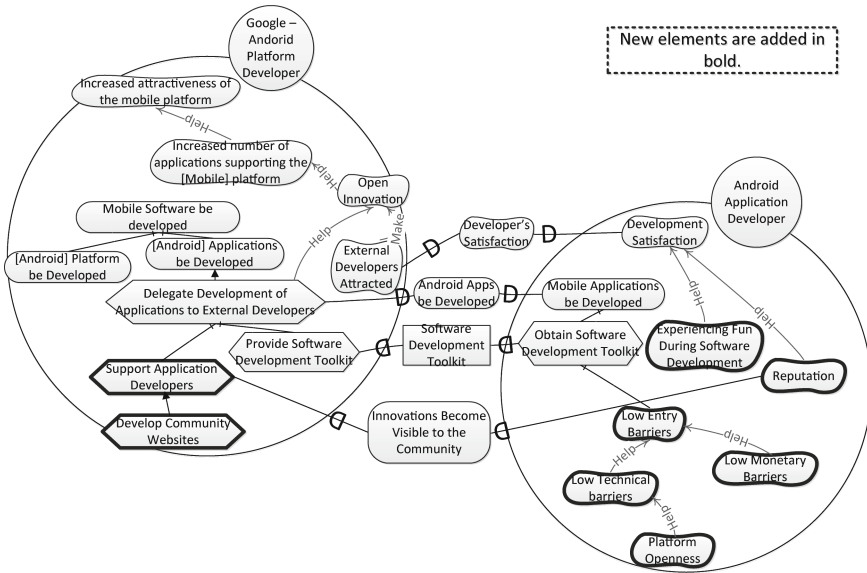 Google –
Andorid
Platform
Developer
New elements are added in
bold.
Increased attractiveness of
the mobile platform
Help
Increased number of
applications supporting the
[Mobile] platform
Help
Open
Innovation
Android
Application
Developer
Mobile Software be
developed
[Android] Platform
be Developed
[Android] Applications
be Developed
Help
Make
External
Developers
Attracted
Developer's
Satisfaction
Development
Satisfaction
Delegate Development of
Applications to External Developers
Android Apps
be Developed
Mobile Applications
be Developed
Help
Help
Provide Software
Development Toolkit
Software
Development
Toolkit
Obtain Software
Development Toolkit
Experiencing Fun
During Software
Development
Reputation
Support Application
Developers
Develop Community
Websites
Innovations Become
Visible to the
Community
Low Entry
Barriers
Help
Help
Low Monetary
Barriers
Low Technical
barriers
Help
Platform
Openness